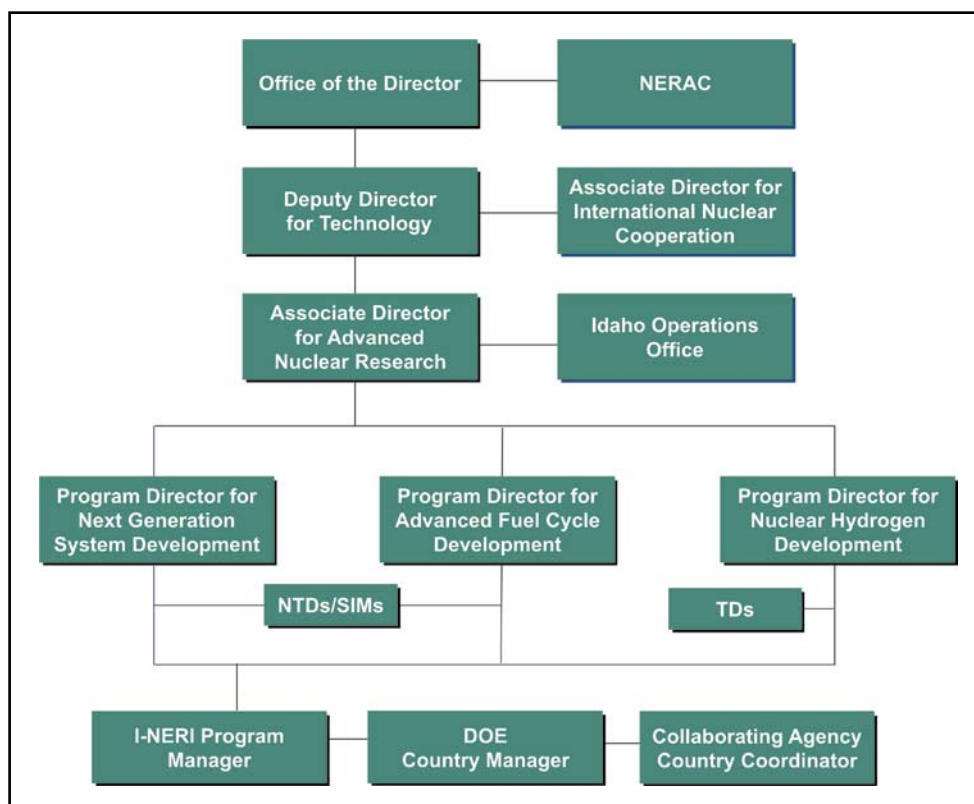 Office of the Director
NERAC
Deputy Director
for Technology
Associate Director for
International Nuclear
Cooperation
Associate Director
for Advanced
Nuclear Research
Idaho Operations
Office
Program Director for
Next Generation
System Development
Program Director for
Advanced Fuel Cycle
Development
Program Director for
Nuclear Hydrogen
Development
NTDs/SIMs
TDs
I-NERI Program
Manager
DOE
Country Manager
Collaborating Agency
Country Coordinator